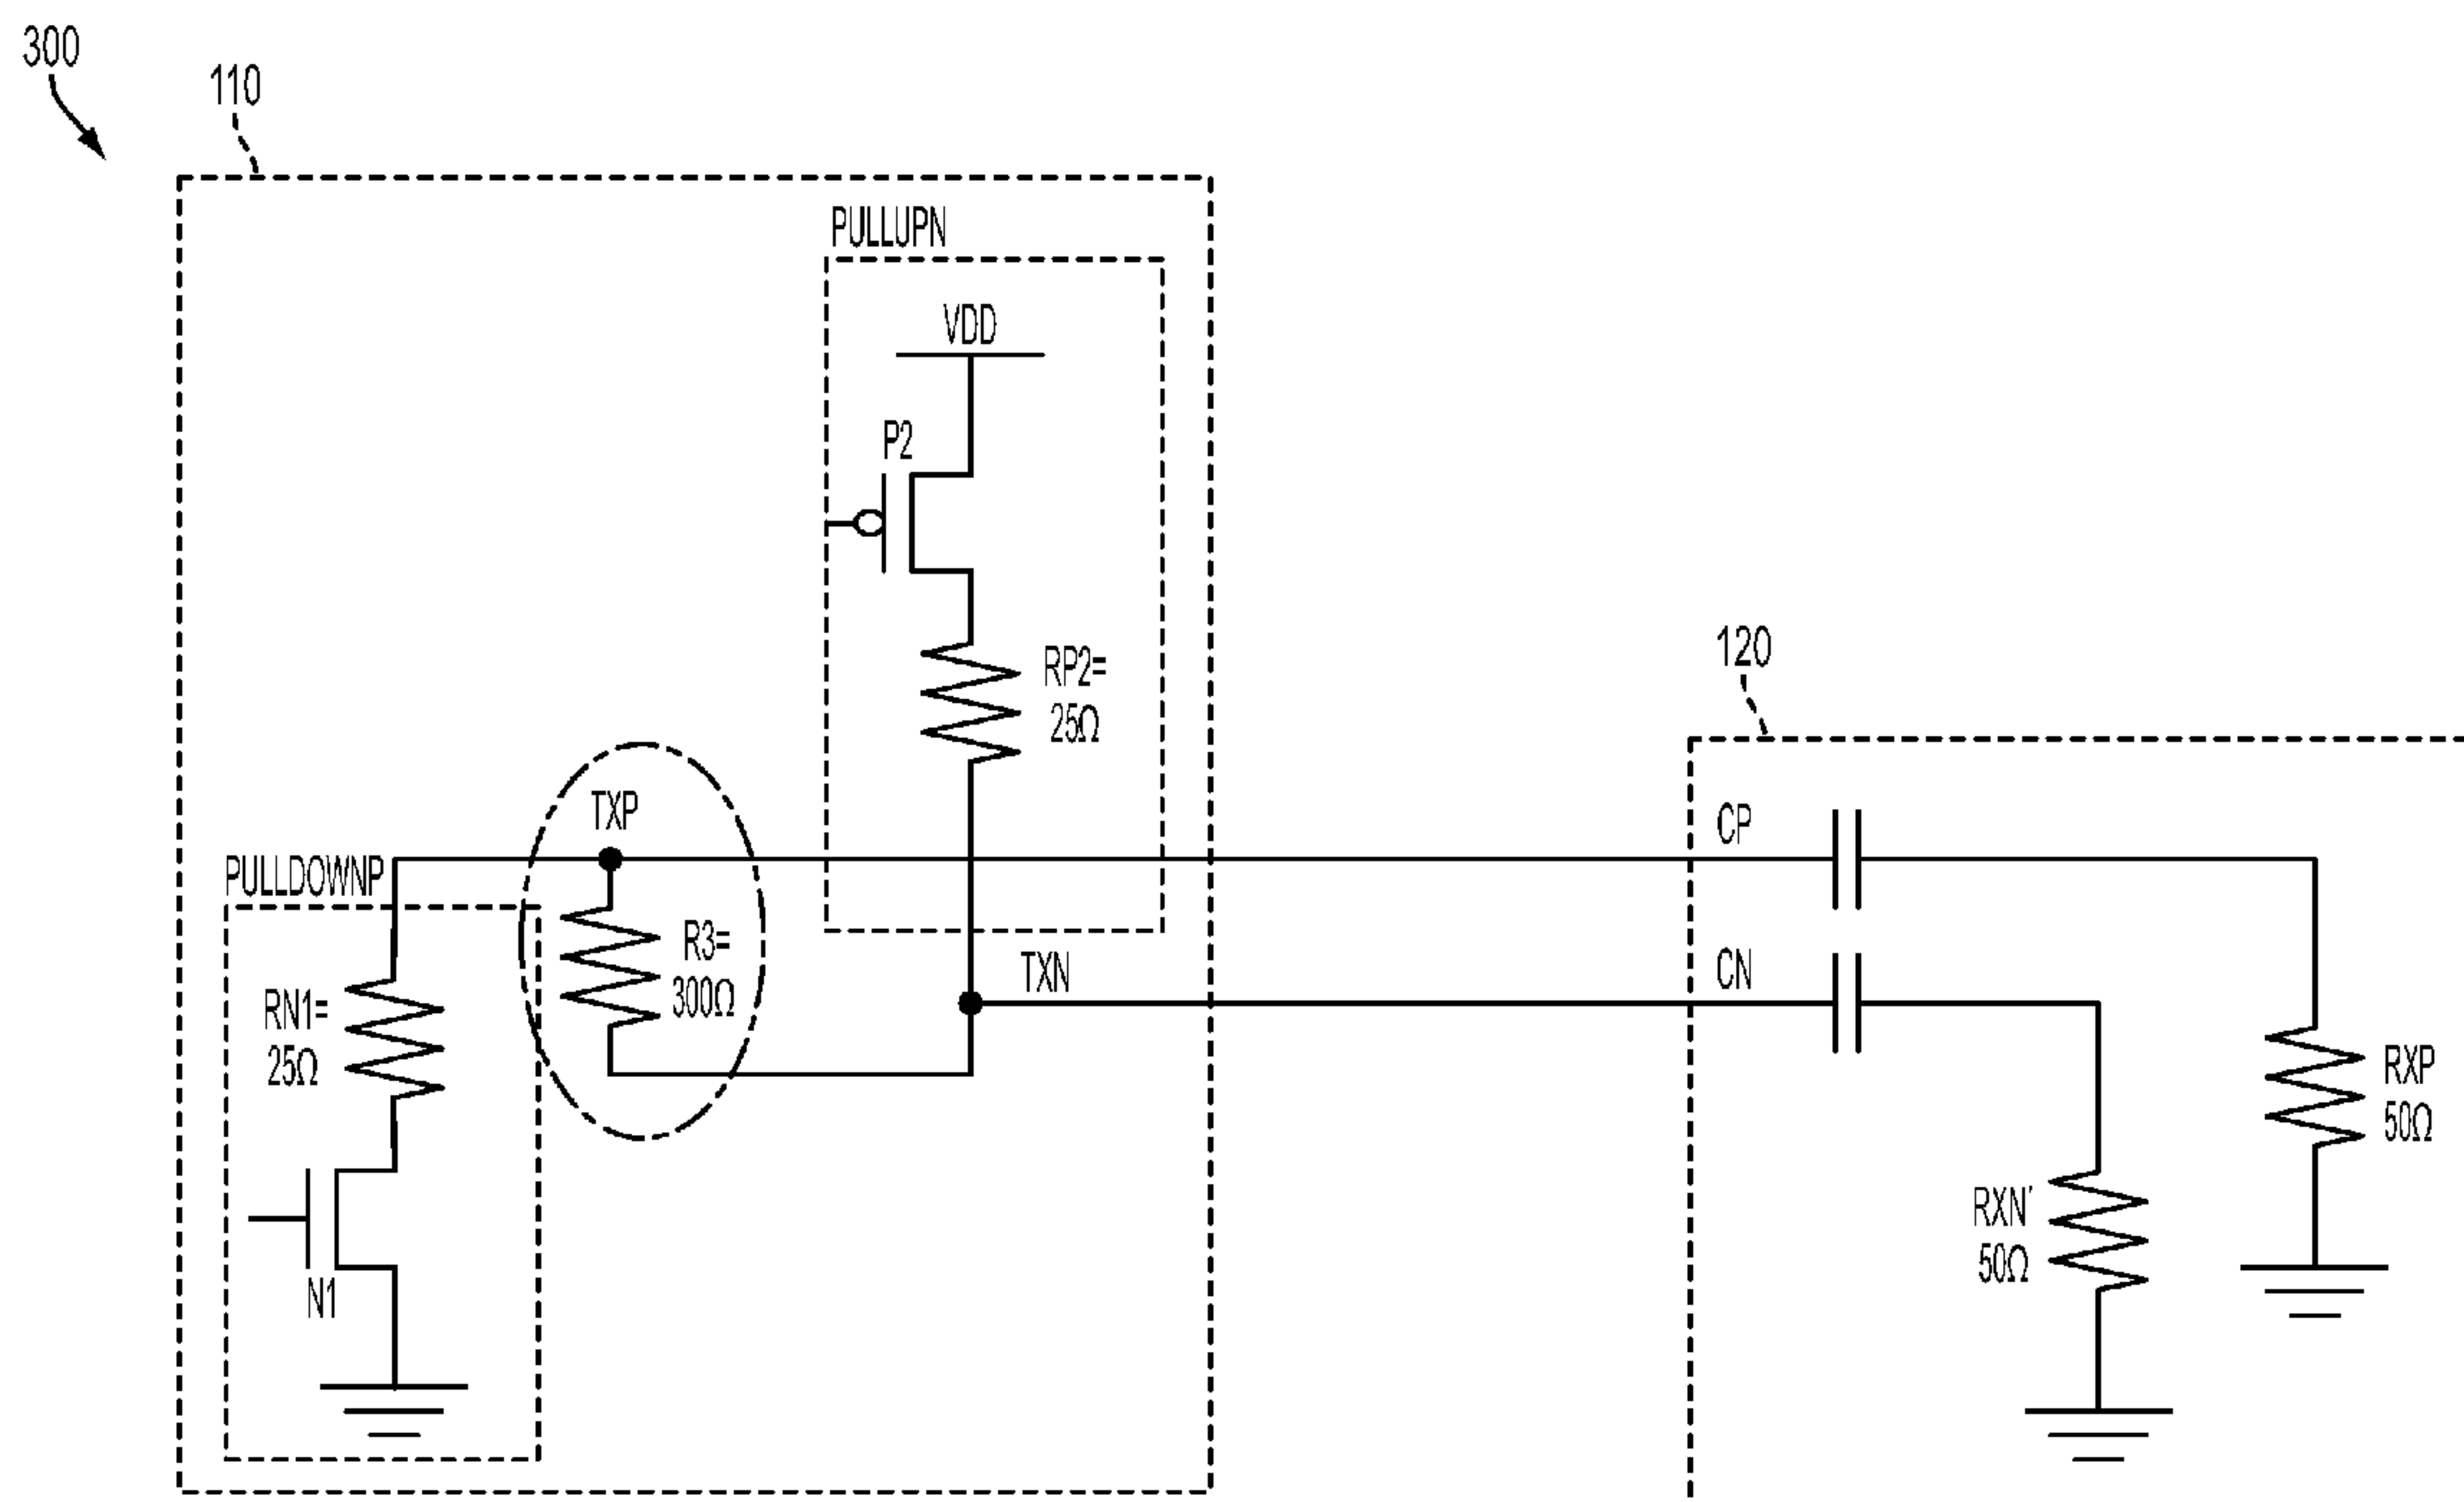 300
110
PULLUPN
VDD
P2
RP2=
25Ω
120
TXP
CP
PULLDOWNP
R3=
300Ω
TXN
CN
RN1=
25Ω
RXP
50Ω
RXN'
50Ω
N1